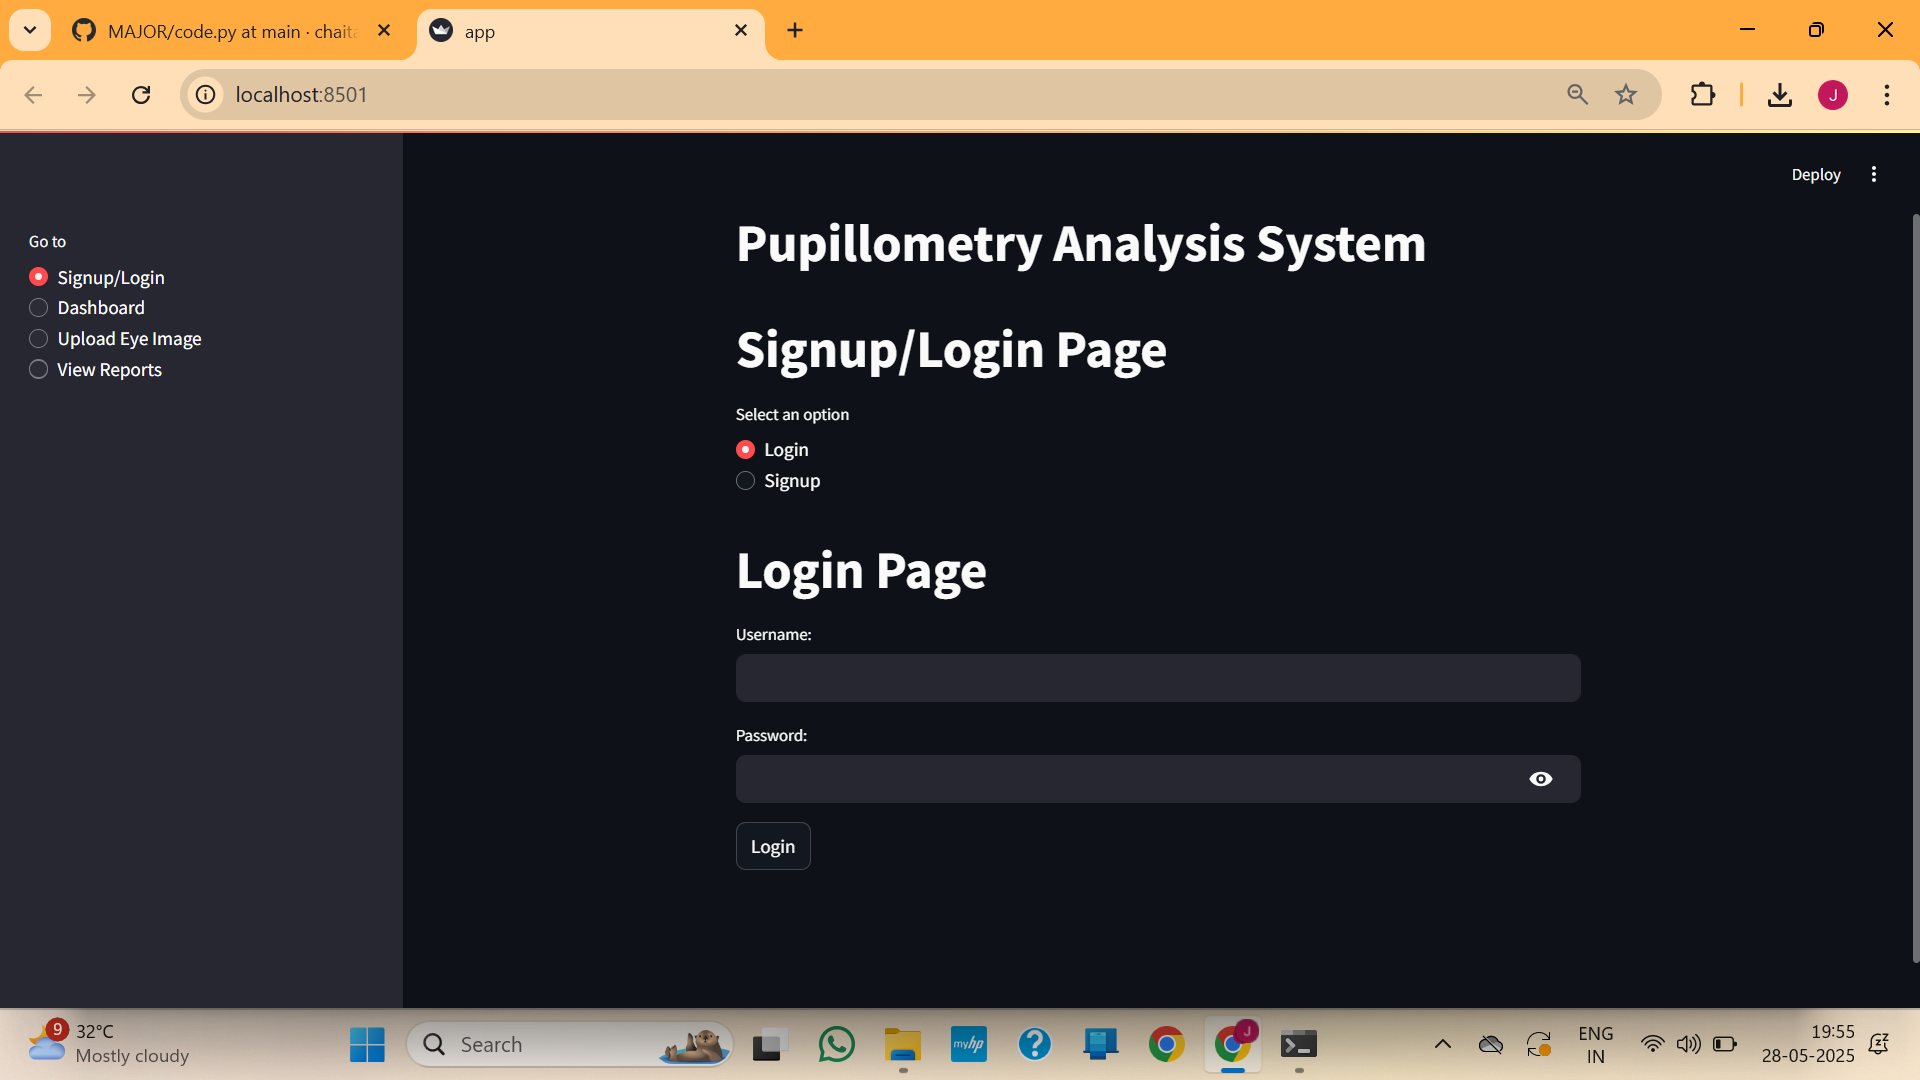 MAJOR/code.py at main · chaita
app
localhost:8501
J
Deploy
Go to
Signup/Login
Dashboard
Upload Eye Image
View Reports
Pupillometry Analysis System
Signup/Login Page
Select an option
Login
Signup
Login Page
Username:
Password:
Login
9
32°C
Mostly cloudy
Search
myhp
J
ENG
IN
19:55
28-05-2025